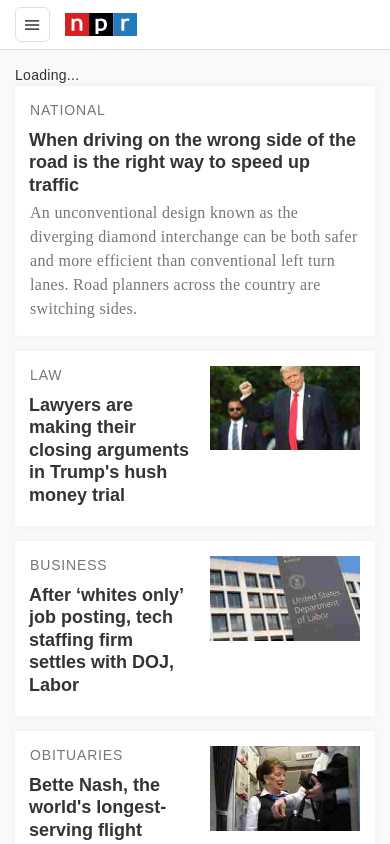 npr
Loading...
NATIONAL
When driving on the wrong side of the
road is the right way to speed up
traffic
An unconventional design known as the
diverging diamond interchange can be both safer
and more efficient than conventional left turn
lanes. Road planners across the country are
switching sides.
LAW
Lawyers are
making their
closing arguments
in Trump's hush
money trial
BUSINESS
After ‘whites only’
job posting, tech
staffing firm
settles with DOJ,
Labor
United States
Department
of Labor
OBITUARIES
Bette Nash, the
world's longest-
serving flight
EXIT